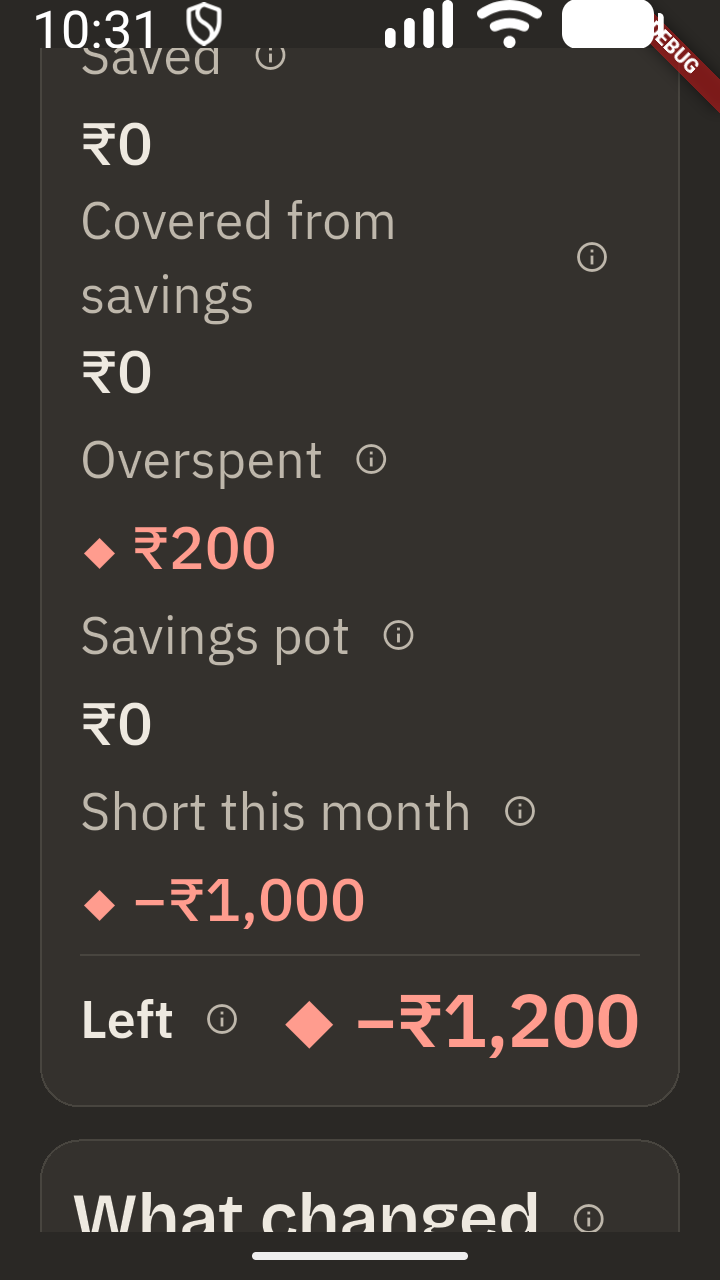 10:31
DEBUG
Saved
₹0
Covered from
savings
₹0
Overspent
₹200
Savings pot
₹0
Short this month
−₹1,000
Left −₹1,200
What changed